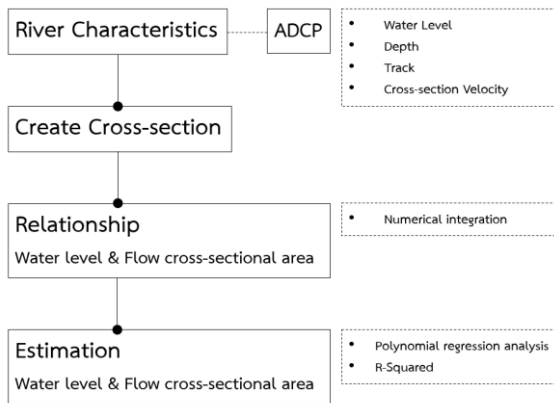 River Characteristics
ADCP
• Water Level
• Depth
• Track
• Cross-section Velocity
Create Cross-section
Relationship
Water level & Flow cross-sectional area
• Numerical integration
Estimation
Water level & Flow cross-sectional area
• Polynomial regression analysis
• R-Squared